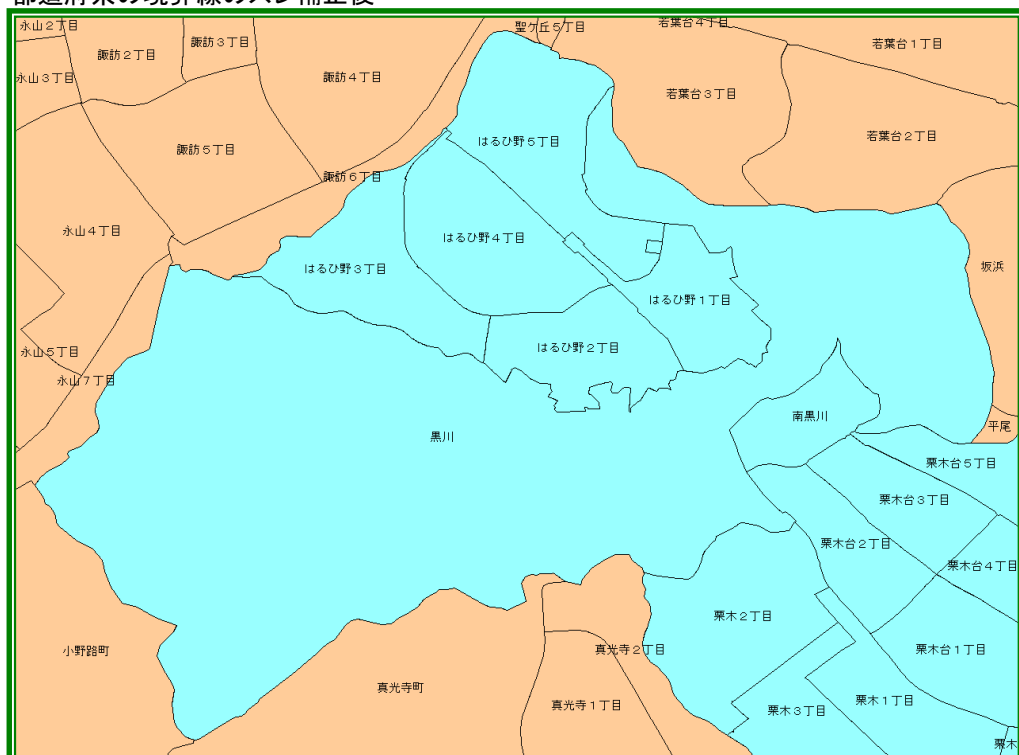 都道府県の境界線のズレ補正後
永山２丁目
諏訪２丁目
諏訪３丁目
聖ケ丘５丁目
若葉台４丁目
若葉台１丁目
永山３丁目
諏訪４丁目
若葉台３丁目
若葉台２丁目
諏訪５丁目
はるひ野５丁目
諏訪６丁目
永山４丁目
はるひ野４丁目
はるひ野３丁目
坂浜
はるひ野１丁目
永山５丁目
はるひ野２丁目
永山７丁目
南黒川
平尾
黒川
栗木台５丁目
栗木台３丁目
栗木台２丁目
栗木台４丁目
栗木２丁目
小野路町
真光寺２丁目
栗木台１丁目
真光寺町
栗木１丁目
真光寺１丁目
栗木３丁目
栗木